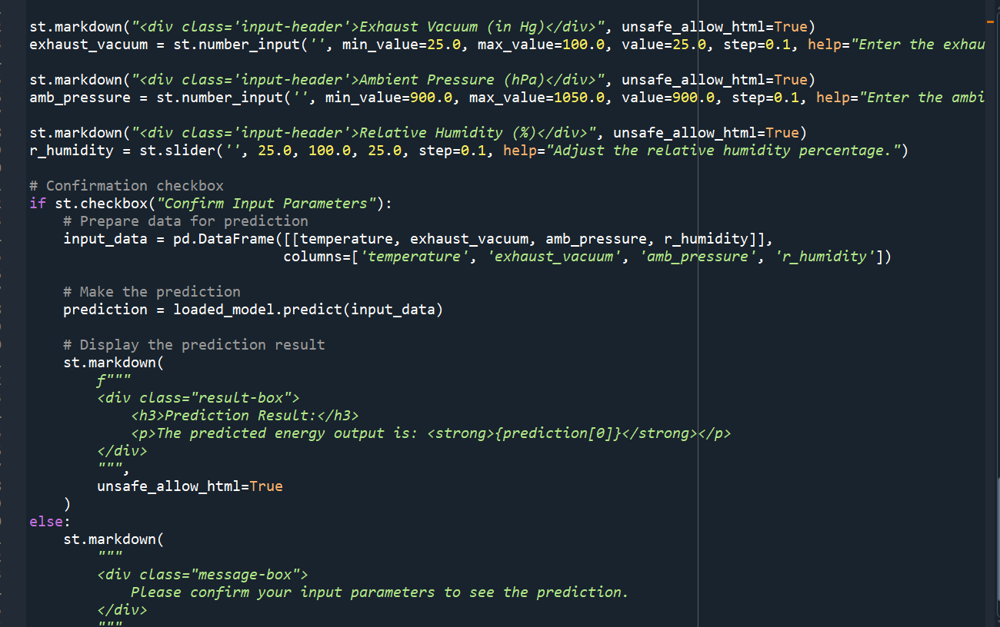 st.markdown("<div class='input-header'>Exhaust Vacuum (in Hg)</div>", unsafe_allow_html=True)
exhaust_vacuum = st.number_input('', min_value=25.0, max_value=100.0, value=25.0, step=0.1, help="Enter the exhau
st.markdown("<div class='input-header'>Ambient Pressure (hPa)</div>", unsafe_allow_html=True)
amb_pressure = st.number_input('', min_value=900.0, max_value=1050.0, value=900.0, step=0.1, help="Enter the ambi
st.markdown("<div class='input-header'>Relative Humidity (%)</div>", unsafe_allow_html=True)
r_humidity = st.slider('', 25.0, 100.0, 25.0, step=0.1, help="Adjust the relative humidity percentage.")
# Confirmation checkbox
if st.checkbox("Confirm Input Parameters"):
    # Prepare data for prediction
    input_data = pd.DataFrame([[temperature, exhaust_vacuum, amb_pressure, r_humidity]],
                              columns=['temperature', 'exhaust_vacuum', 'amb_pressure', 'r_humidity'])
    # Make the prediction
    prediction = loaded_model.predict(input_data)
    # Display the prediction result
    st.markdown(
        f"""
        <div class="result-box">
            <h3>Prediction Result:</h3>
            <p>The predicted energy output is: <strong>{prediction[0]}</strong></p>
        </div>
        """,
        unsafe_allow_html=True
    )
else:
    st.markdown(
        """
        <div class="message-box">
            Please confirm your input parameters to see the prediction.
        </div>
        """